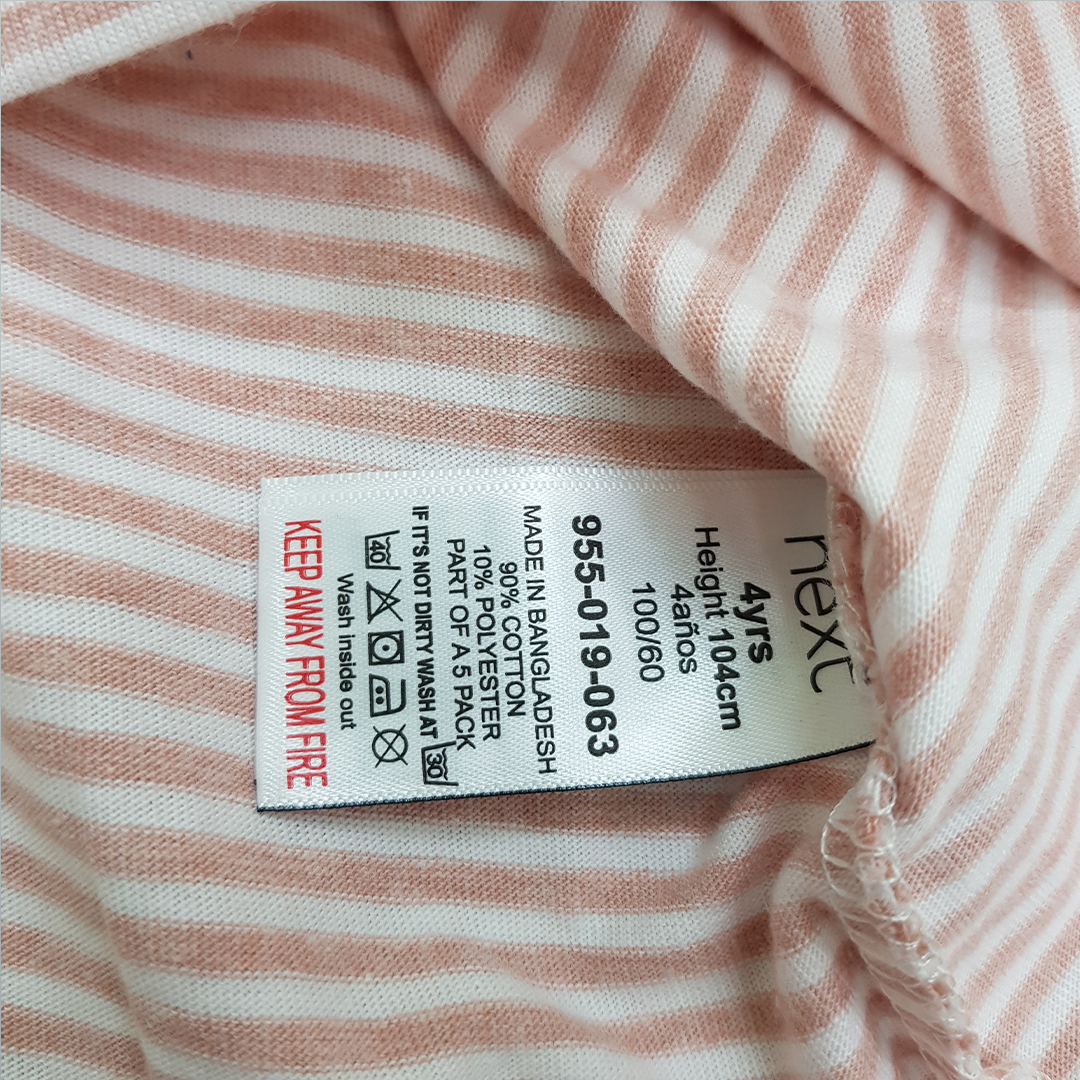 next
4yrs
Height 104cm
4años
100/60
955-019-063
MADE IN BANGLADESH
90% COTTON
10% POLYESTER
PART OF A 5 PACK
IF IT'S NOT DIRTY WASH AT 30
40
Wash inside out
KEEP AWAY FROM FIRE